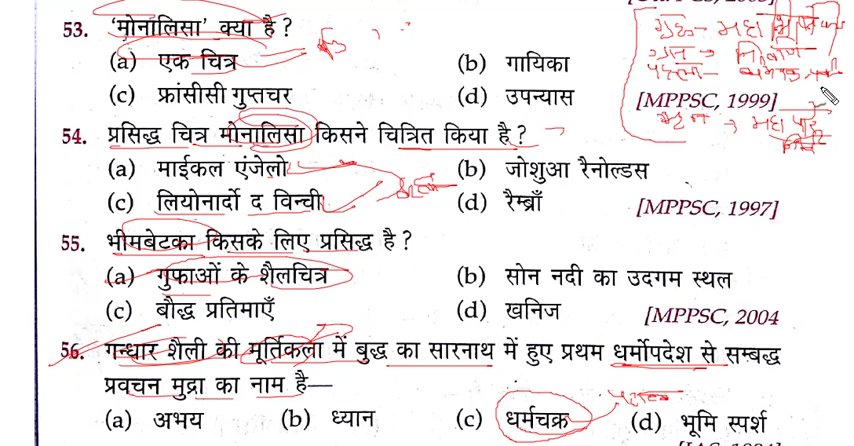 53. ‘मोनालिसा’ क्या है?
(a) एक चित्र (b) गायिका
(c) फ्रांसीसी गुप्तचर (d) उपन्यास [MPPSC, 1999]
54. प्रसिद्ध चित्र मोनालिसा किसने चित्रित किया है?
(a) माईकल एंजेलो (b) जोशुआ रैनोल्डस
(c) लियोनार्दो द विन्ची (d) रैम्ब्राँ [MPPSC, 1997]
55. भीमबेटका किसके लिए प्रसिद्ध है?
(a) गुफाओं के शैलचित्र (b) सोन नदी का उदगम स्थल
(c) बौद्ध प्रतिमाएँ (d) खनिज [MPPSC, 2004
56. गन्धार शैली की मूर्तिकला में बुद्ध का सारनाथ में हुए प्रथम धर्मोपदेश से सम्बद्ध
प्रवचन मुद्रा का नाम है—
(a) अभय (b) ध्यान (c) धर्मचक्र (d) भूमि स्पर्श